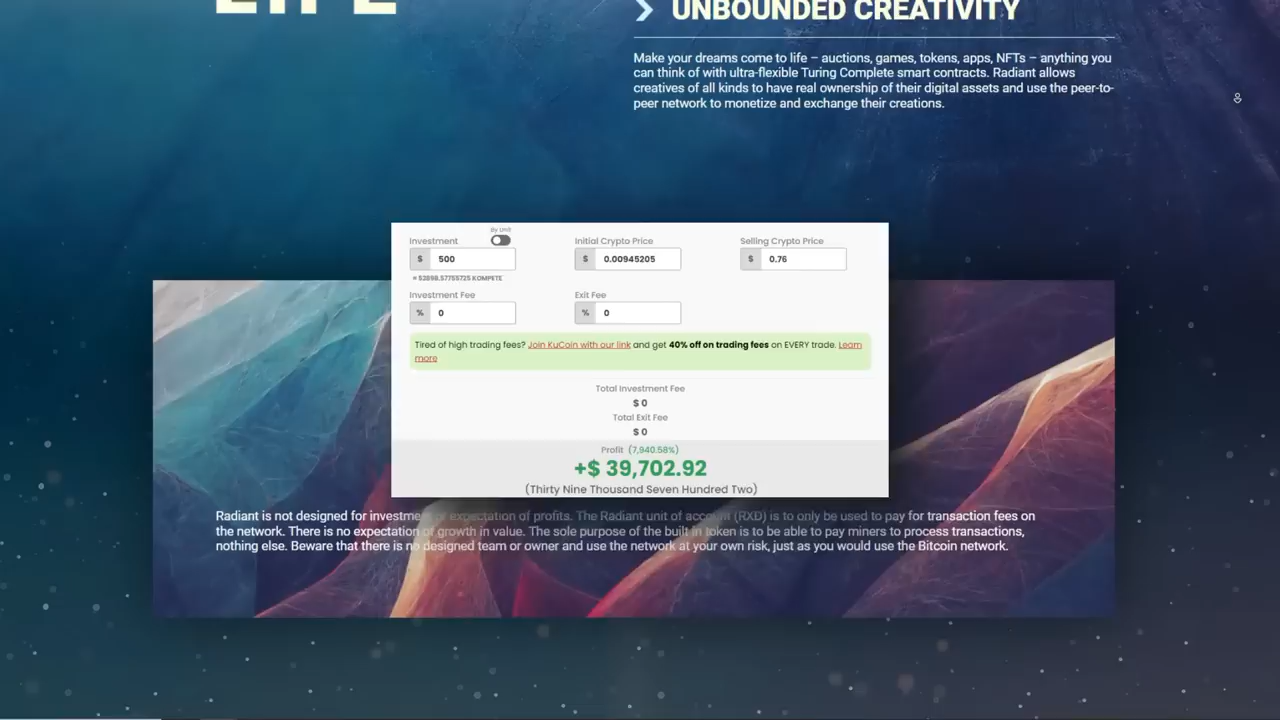 LIFE
UNBOUNDED CREATIVITY
Make your dreams come to life – auctions, games, tokens, apps, NFTs – anything you
can think of with ultra-flexible Turing Complete smart contracts. Radiant allows
creatives of all kinds to have real ownership of their digital assets and use the peer-to-
peer network to monetize and exchange their creations.
By Unit
Investment Initial Crypto Price Selling Crypto Price
$ 500 $ 0.00945205 $ 0.76
≈ 52898.57755725 KOMPETE
Investment Fee Exit Fee
% 0 % 0
Tired of high trading fees? Join KuCoin with our link and get 40% off on trading fees on EVERY trade. Learn
more
Total Investment Fee
$ 0
Total Exit Fee
$ 0
Profit (7,940.58%)
+$ 39,702.92
(Thirty Nine Thousand Seven Hundred Two)
Radiant is not designed for investment or expectation of profits. The Radiant unit of account (RXD) is to only be used to pay for transaction fees on
the network. There is no expectation of growth in value. The sole purpose of the built in token is to be able to pay miners to process transactions,
nothing else. Beware that there is no designed team or owner and use the network at your own risk, just as you would use the Bitcoin network.